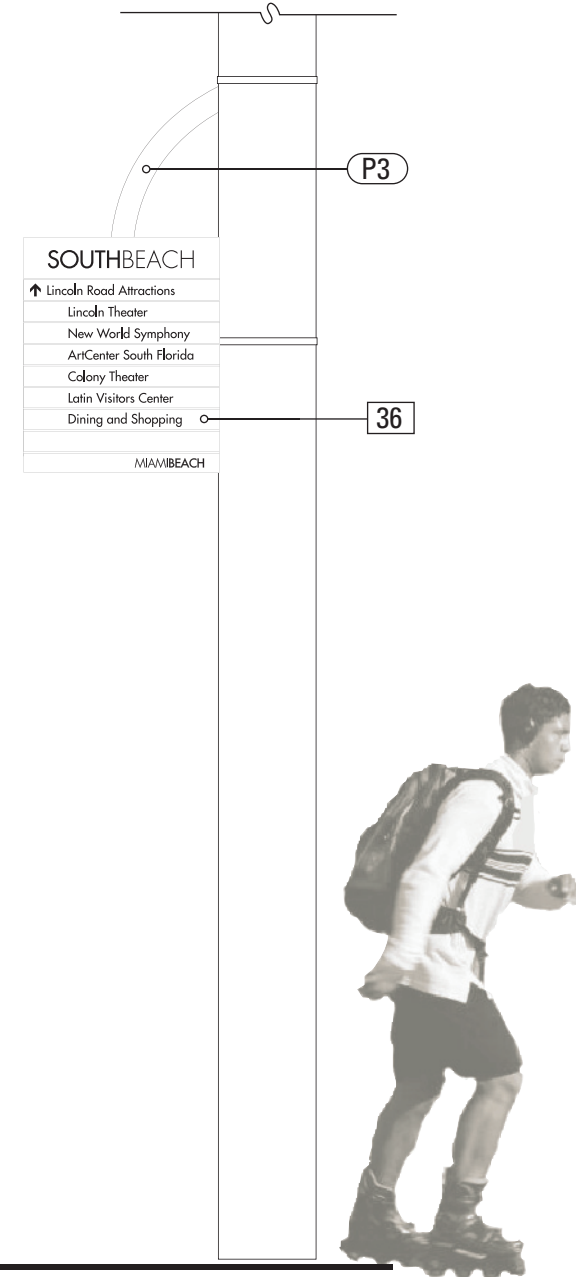 P3
SOUTHBEACH
↑ Lincoln Road Attractions
Lincoln Theater
New World Symphony
ArtCenter South Florida
Colony Theater
Latin Visitors Center
Dining and Shopping
36
MIAMIBEACH